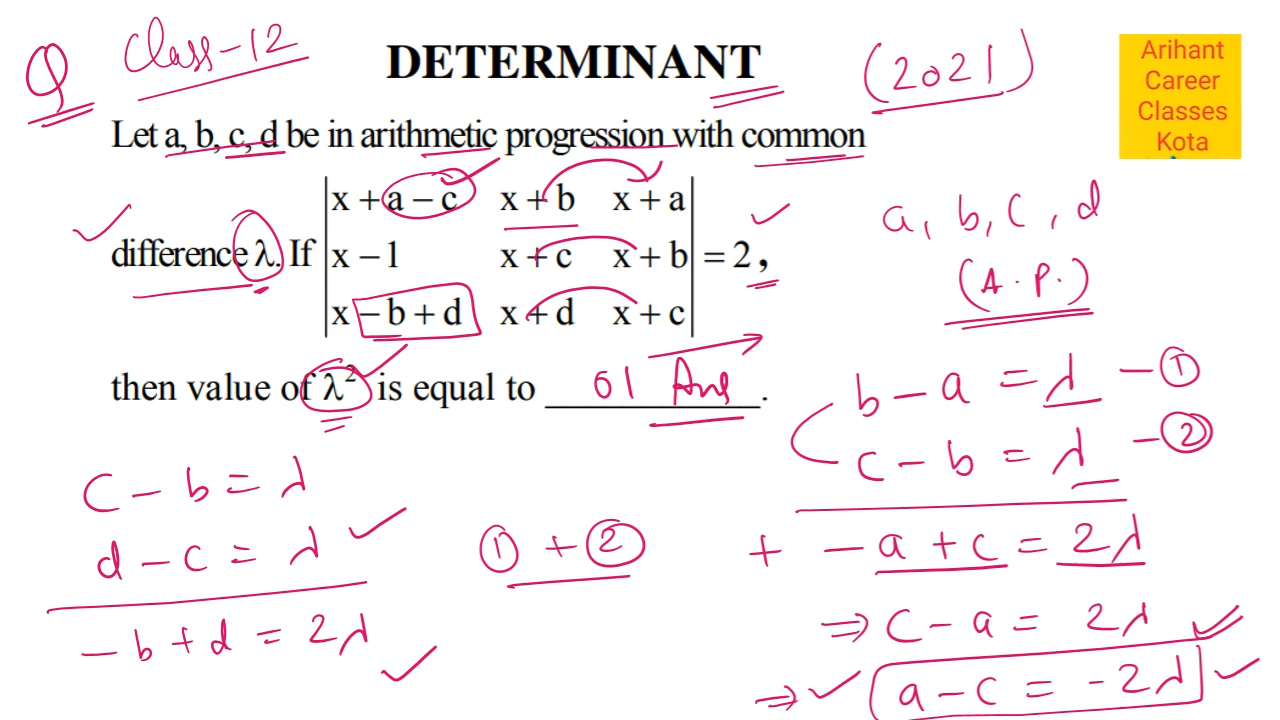 Q Class-12 DETERMINANT (2021)
Arihant
Career
Classes
Kota
Let a, b, c, d be in arithmetic progression with common
| x + a − c x + b x + a |
difference λ. If | x − 1 x + c x + b | = 2,
| x − b + d x + d x + c |
then value of λ² is equal to 01 Ans.
a, b, c, d
(A.P.)
b − a = λ − ①
c − b = λ − ②
+ − a + c = 2λ
⇒ c − a = 2λ
⇒ a − c = −2λ
① + ②
c − b = λ
d − c = λ
− b + d = 2λ